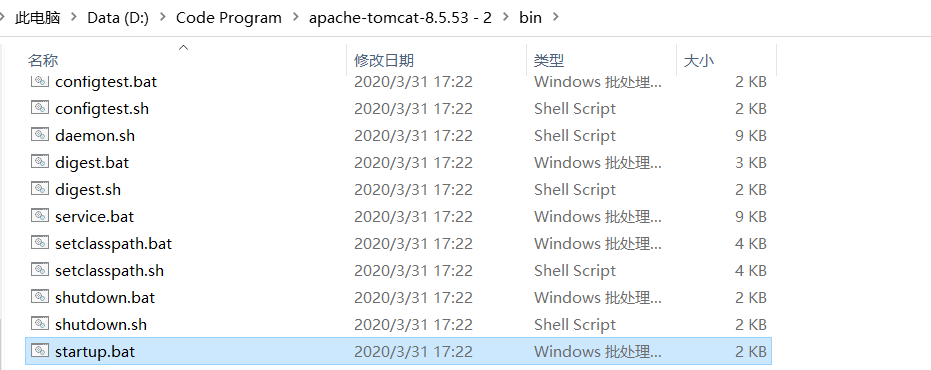 此电脑 Data (D:) Code Program apache-tomcat-8.5.53 - 2 bin
名称 修改日期 类型 大小
configtest.bat 2020/3/31 17:22 Windows 批处理... 2 KB
configtest.sh 2020/3/31 17:22 Shell Script 2 KB
daemon.sh 2020/3/31 17:22 Shell Script 9 KB
digest.bat 2020/3/31 17:22 Windows 批处理... 3 KB
digest.sh 2020/3/31 17:22 Shell Script 2 KB
service.bat 2020/3/31 17:22 Windows 批处理... 9 KB
setclasspath.bat 2020/3/31 17:22 Windows 批处理... 4 KB
setclasspath.sh 2020/3/31 17:22 Shell Script 4 KB
shutdown.bat 2020/3/31 17:22 Windows 批处理... 2 KB
shutdown.sh 2020/3/31 17:22 Shell Script 2 KB
startup.bat 2020/3/31 17:22 Windows 批处理... 2 KB